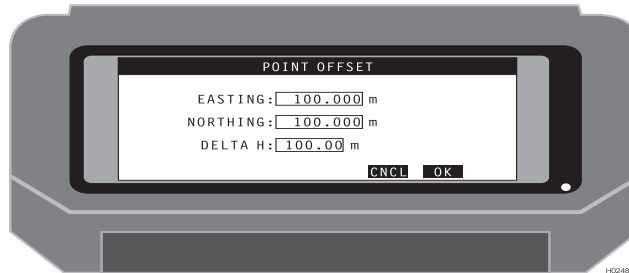 POINT OFFSET
EASTING: 100.000 m
NORTHING: 100.000 m
DELTA H: 100.00 m
CNCL OK
H0248